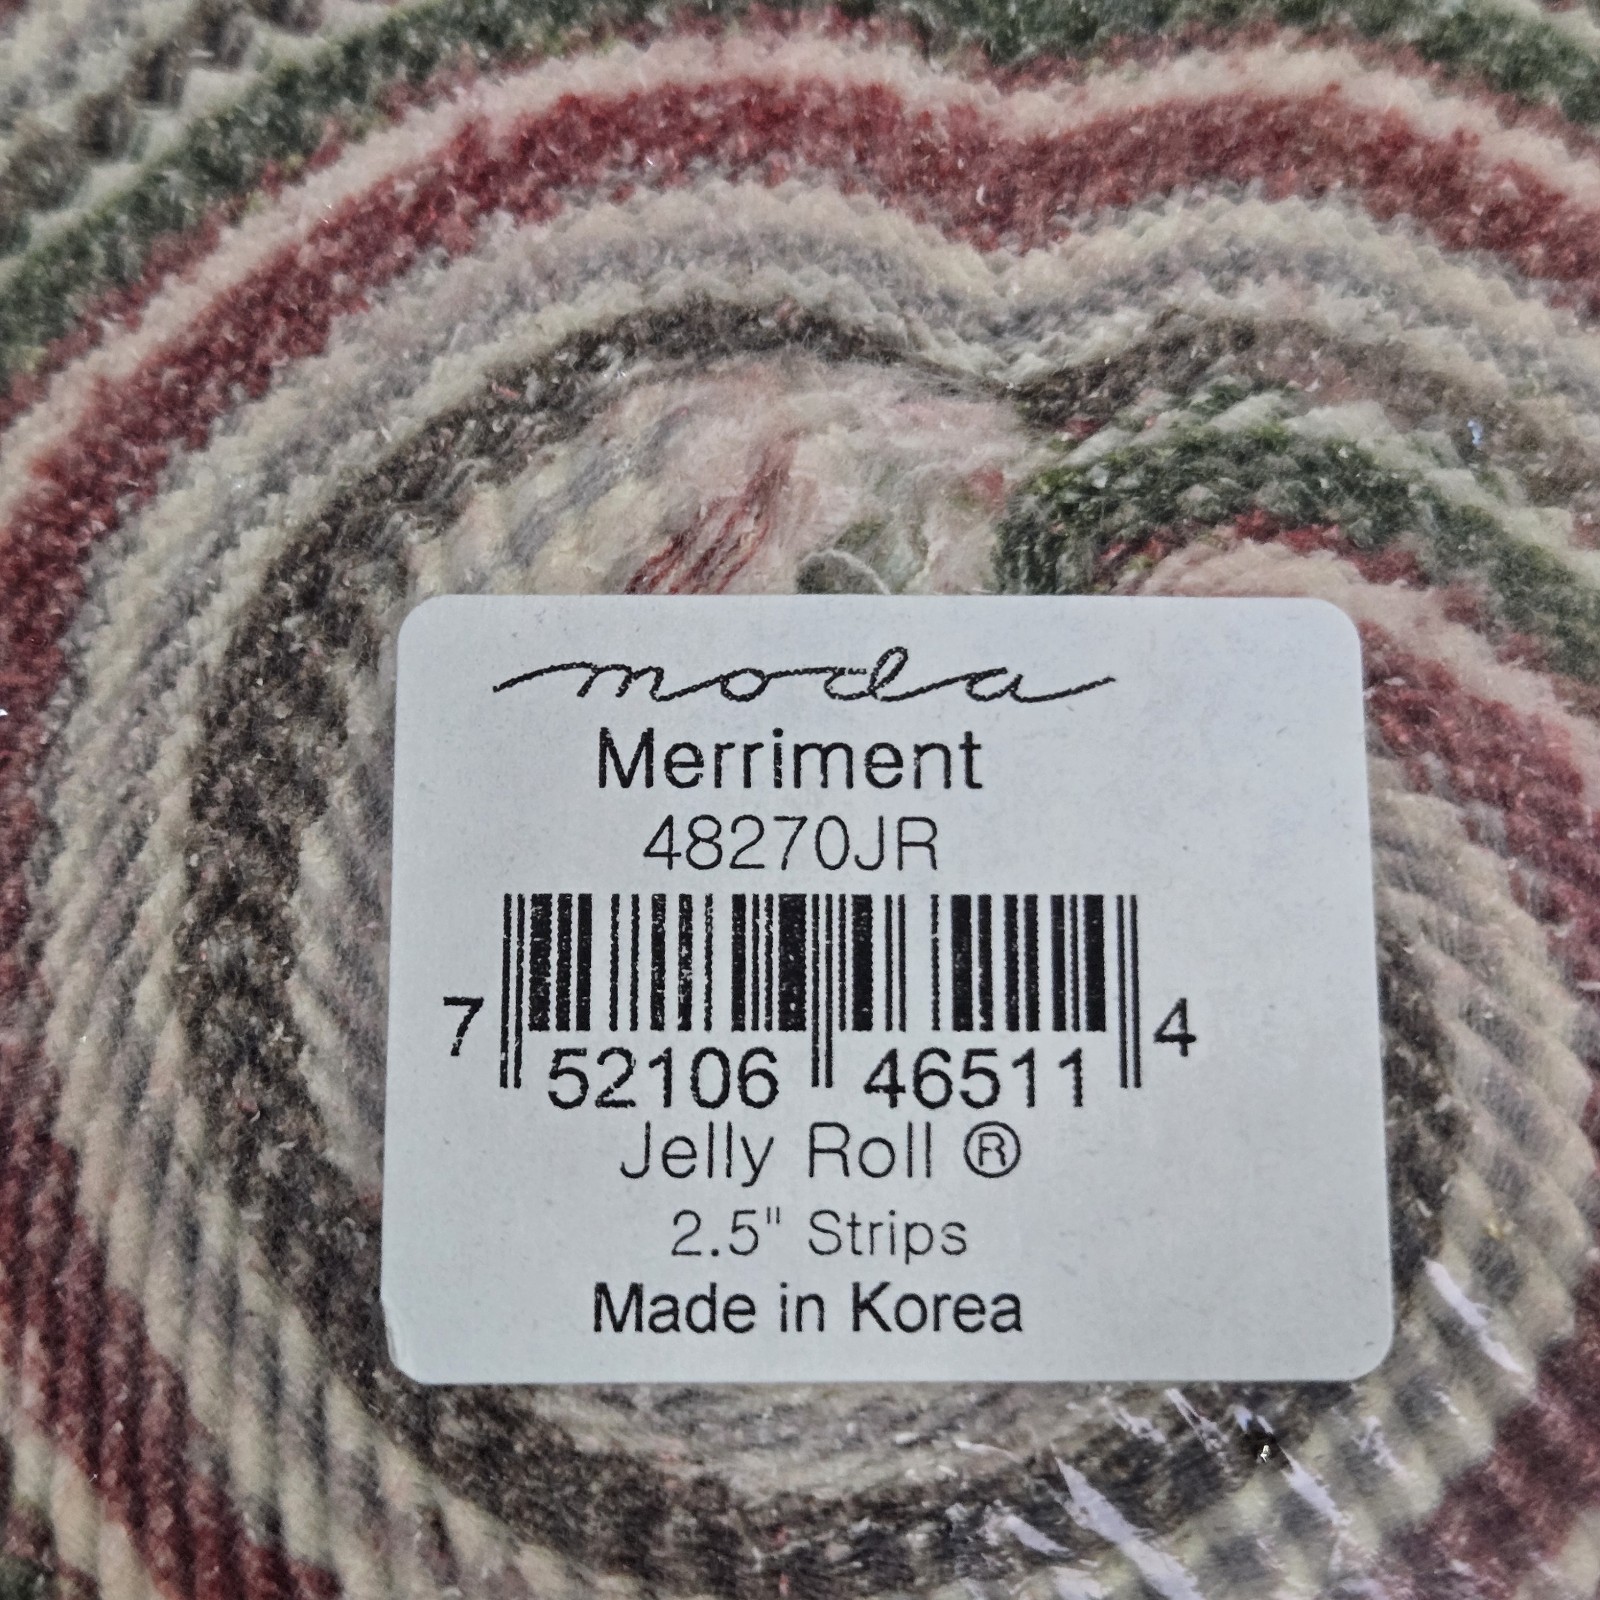 moda
Merriment
48270JR
7 52106 46511 4
Jelly Roll ®
2.5" Strips
Made in Korea